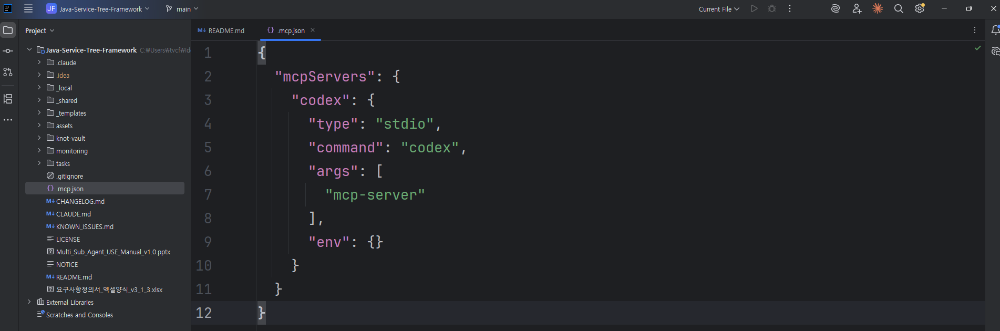 JF Java-Service-Tree-Framework main Current File
Project
README.md
.mcp.json
Java-Service-Tree-Framework C:₩Users₩tvcf₩Id
.claude
.idea
_local
_shared
_templates
assets
knot-vault
monitoring
tasks
.gitignore
.mcp.json
CHANGELOG.md
CLAUDE.md
KNOWN_ISSUES.md
LICENSE
Multi_Sub_Agent_USE_Manual_v1.0.pptx
NOTICE
README.md
요구사항정의서_엑셀양식_v3_1_3.xlsx
External Libraries
Scratches and Consoles
1 {
2 "mcpServers": {
3 "codex": {
4 "type": "stdio",
5 "command": "codex",
6 "args": [
7 "mcp-server"
8 ],
9 "env": {}
10 }
11 }
12 }